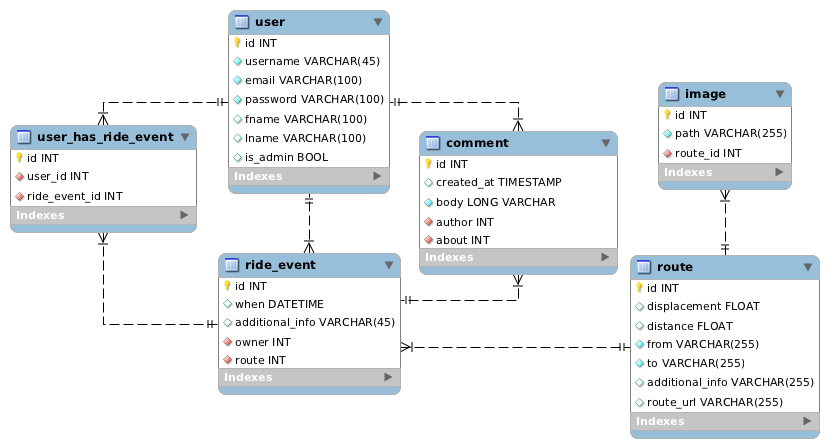 user
id INT
username VARCHAR(45)
email VARCHAR(100)
password VARCHAR(100)
fname VARCHAR(100)
lname VARCHAR(100)
is_admin BOOL
Indexes
user_has_ride_event
id INT
user_id INT
ride_event_id INT
Indexes
comment
id INT
created_at TIMESTAMP
body LONG VARCHAR
author INT
about INT
Indexes
image
id INT
path VARCHAR(255)
route_id INT
Indexes
ride_event
id INT
when DATETIME
additional_info VARCHAR(45)
owner INT
route INT
Indexes
route
id INT
displacement FLOAT
distance FLOAT
from VARCHAR(255)
to VARCHAR(255)
additional_info VARCHAR(255)
route_url VARCHAR(255)
Indexes